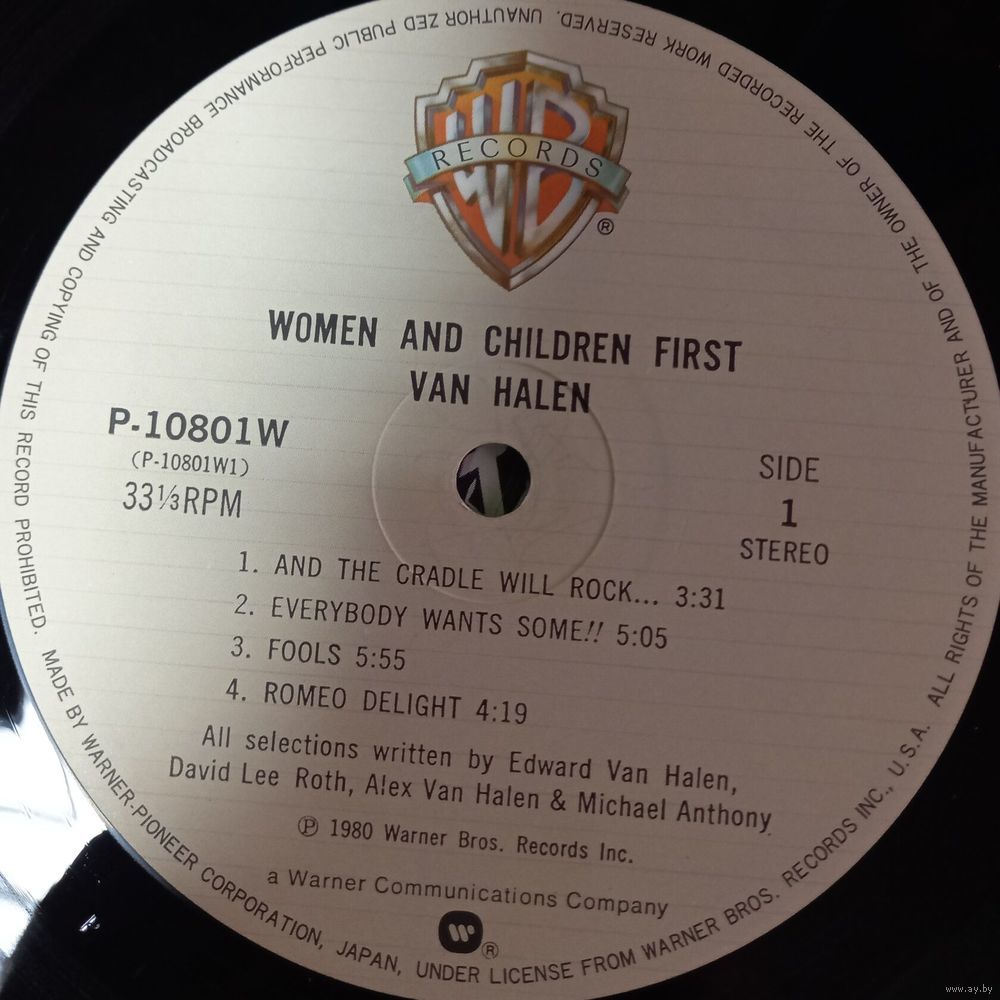 WB
RECORDS
®
WOMEN AND CHILDREN FIRST
VAN HALEN
P-10801W
(P-10801W1)
33⅓RPM
SIDE
1
STEREO
1. AND THE CRADLE WILL ROCK... 3:31
2. EVERYBODY WANTS SOME!! 5:05
3. FOOLS 5:55
4. ROMEO DELIGHT 4:19
All selections written by Edward Van Halen,
David Lee Roth, Alex Van Halen & Michael Anthony
℗ 1980 Warner Bros. Records Inc.
a Warner Communications Company
®
MADE BY WARNER-PIONEER CORPORATION, JAPAN, UNDER LICENSE FROM WARNER BROS. RECORDS INC., U.S.A. ALL RIGHTS OF THE MANUFACTURER AND OF THE OWNER OF THE RECORDED WORK RESERVED. UNAUTHOR ZED PUBLIC PERFORMANCE BROADCASTING AND COPYING OF THIS RECORD PROHIBITED.
www.ay.by